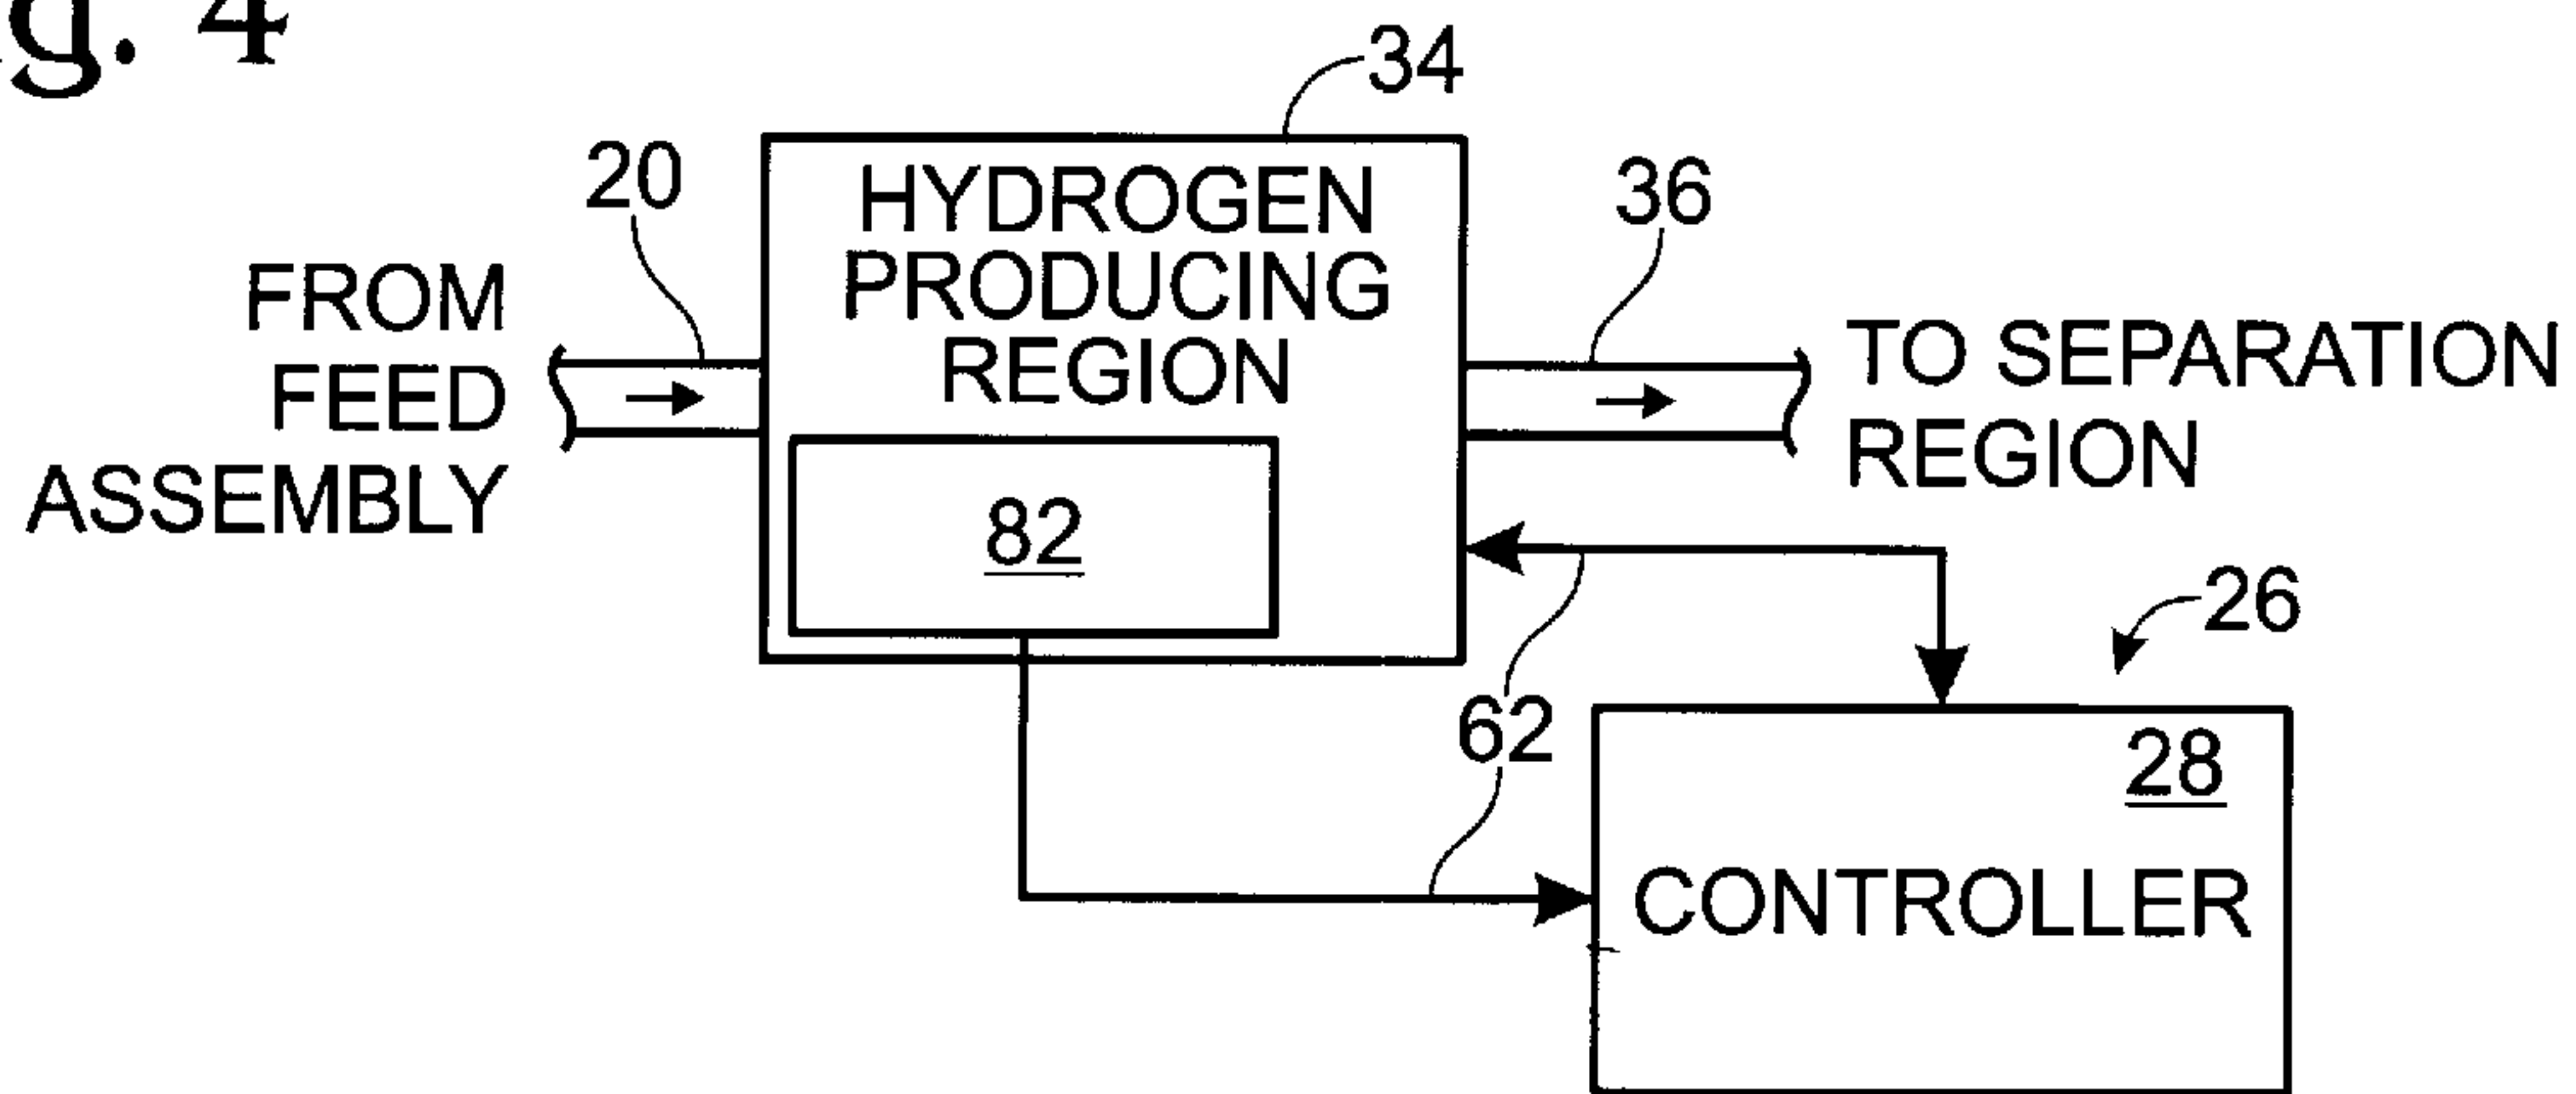 g. 4
34
20
HYDROGEN
PRODUCING
REGION
36
FROM
FEED
ASSEMBLY
TO SEPARATION
REGION
82
26
62
28
CONTROLLER